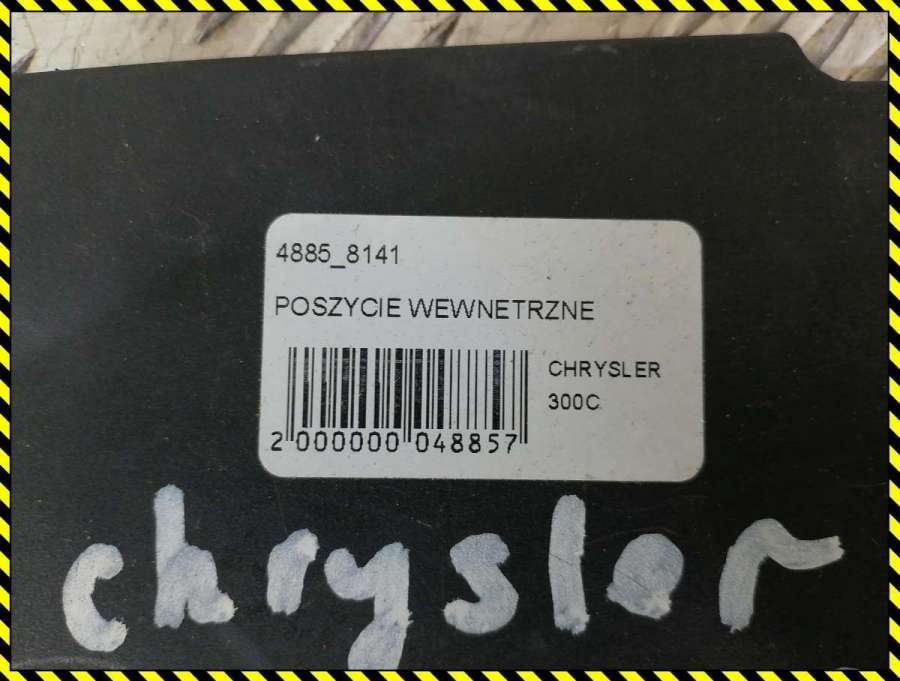 4885_8141
POSZYCIE WEWNETRZNE
CHRYSLER
300C
2 000000 048857
chrysler